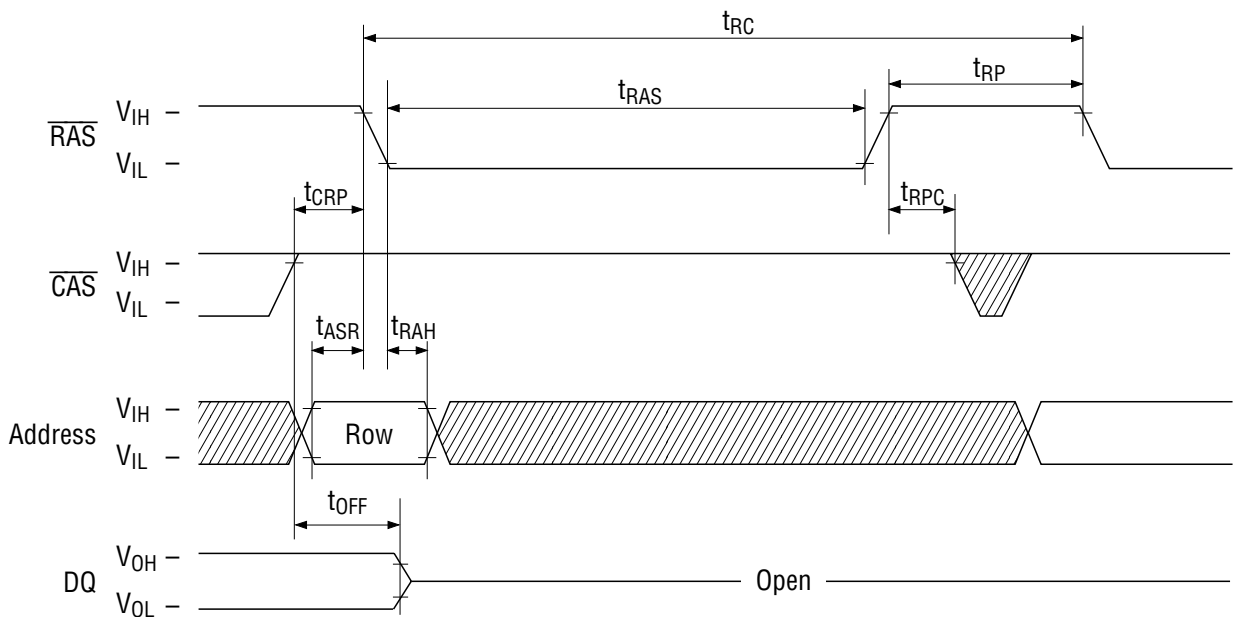 tRC
tRP
tRAS
RAS
VIH –
VIL –
tCRP
tRPC
CAS
VIH –
VIL –
tASR
tRAH
Address
VIH –
VIL –
Row
tOFF
DQ
VOH –
VOL –
Open